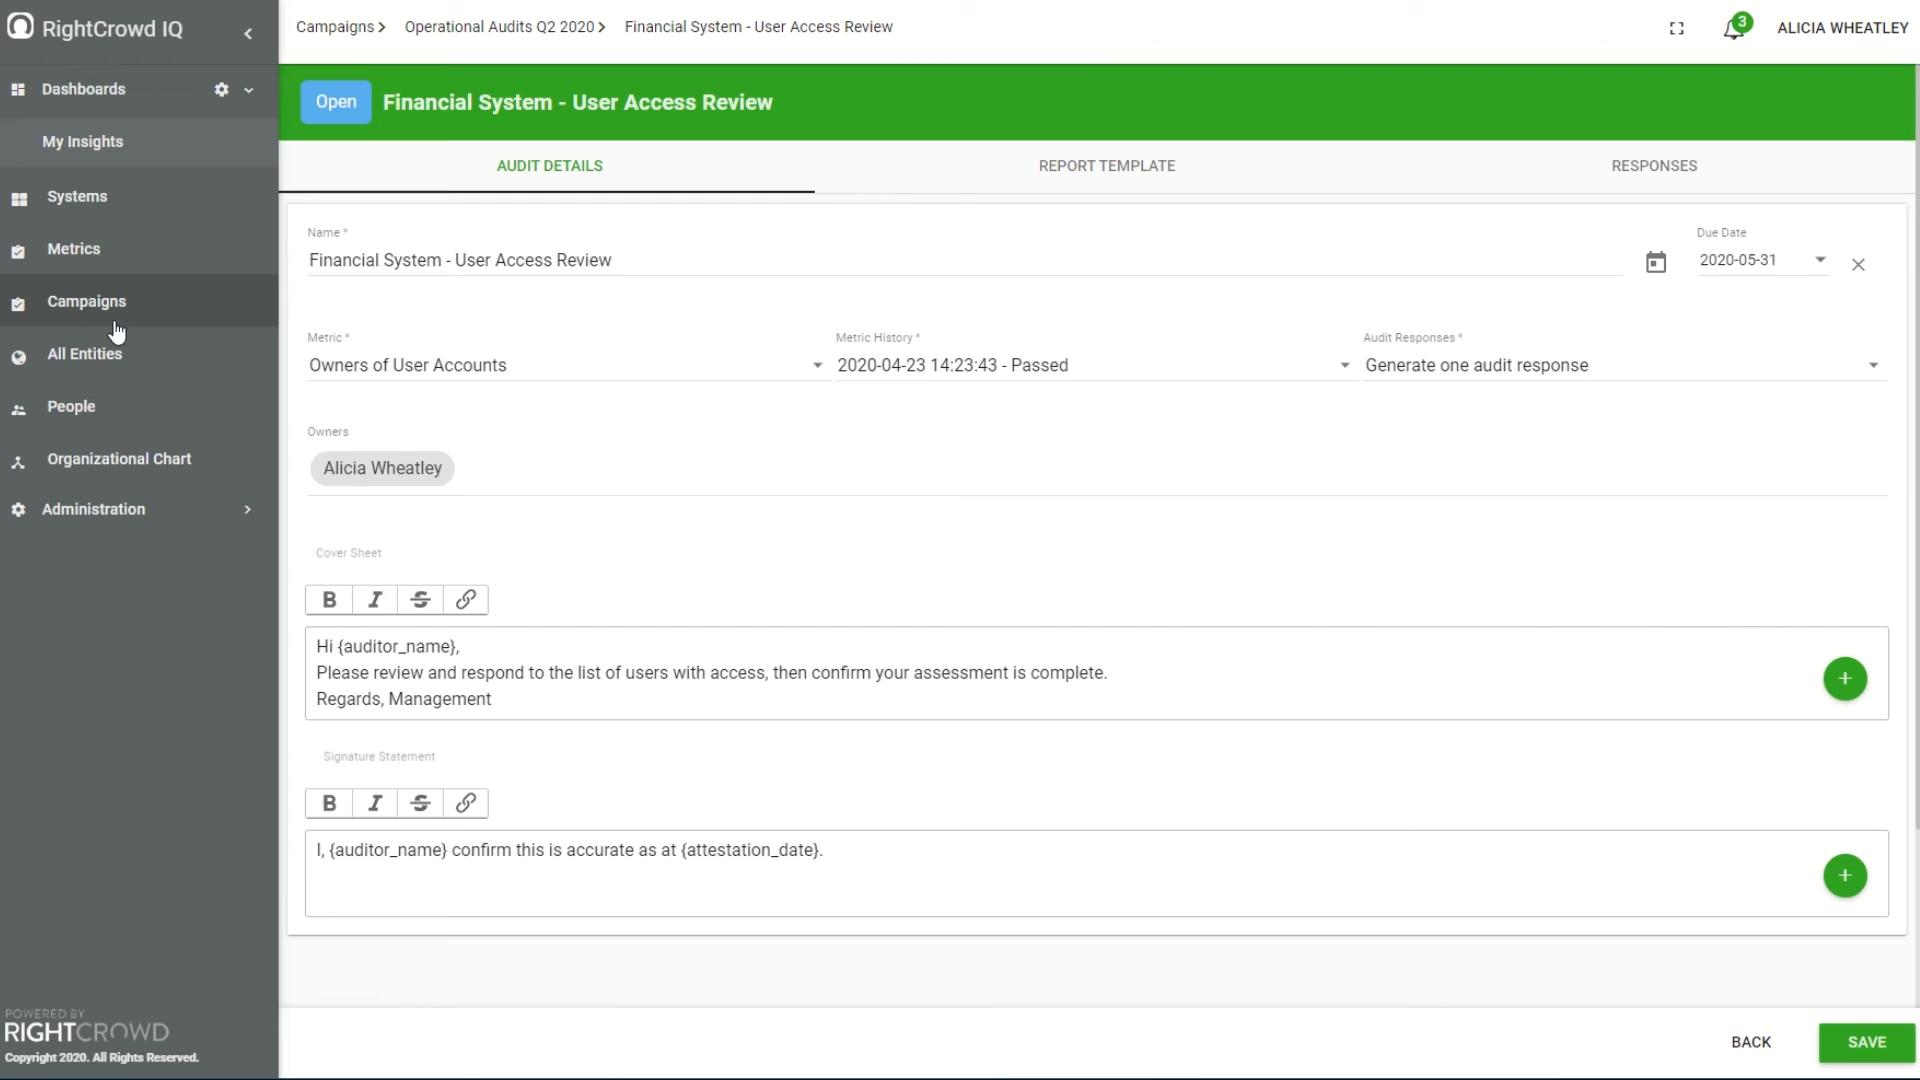 RightCrowd IQ
Campaigns > Operational Audits Q2 2020 > Financial System - User Access Review
3
ALICIA WHEATLEY
Dashboards
My Insights
Systems
Metrics
Campaigns
All Entities
People
Organizational Chart
Administration
Open Financial System - User Access Review
AUDIT DETAILS
REPORT TEMPLATE
RESPONSES
Name *
Financial System - User Access Review
Due Date
2020-05-31
Metric *
Owners of User Accounts
Metric History *
2020-04-23 14:23:43 - Passed
Audit Responses *
Generate one audit response
Owners
Alicia Wheatley
Cover Sheet
B I S
Hi {auditor_name},
Please review and respond to the list of users with access, then confirm your assessment is complete.
Regards, Management
Signature Statement
B I S
I, {auditor_name} confirm this is accurate as at {attestation_date}.
POWERED BY
RIGHTCROWD
Copyright 2020. All Rights Reserved.
BACK
SAVE